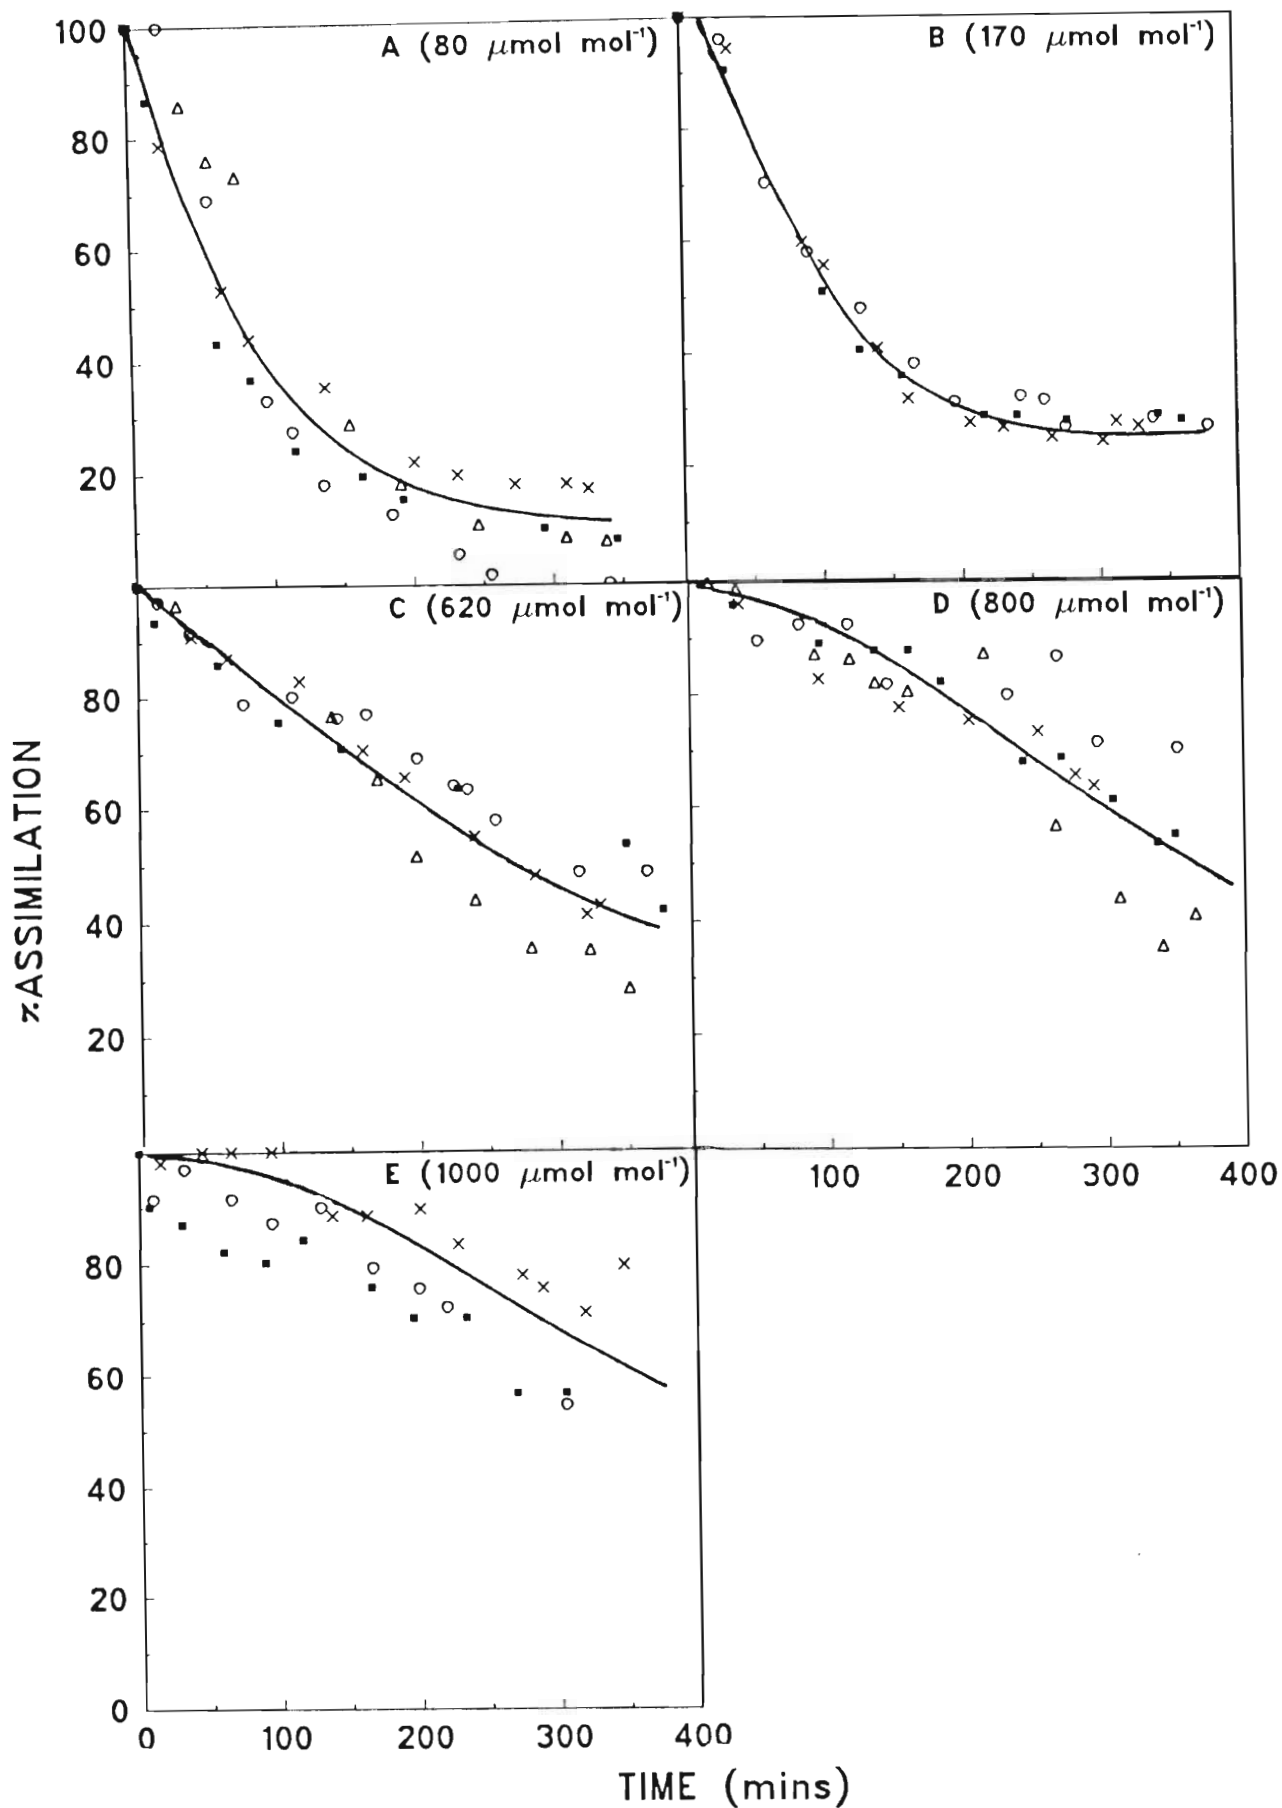 100
A (80 μmol mol⁻¹)
B (170 μmol mol⁻¹)
80
60
40
20
C (620 μmol mol⁻¹)
D (800 μmol mol⁻¹)
80
60
40
20
%ASSIMILATION
E (1000 μmol mol⁻¹)
100 200 300 400
80
60
40
20
0
0 100 200 300 400
TIME (mins)